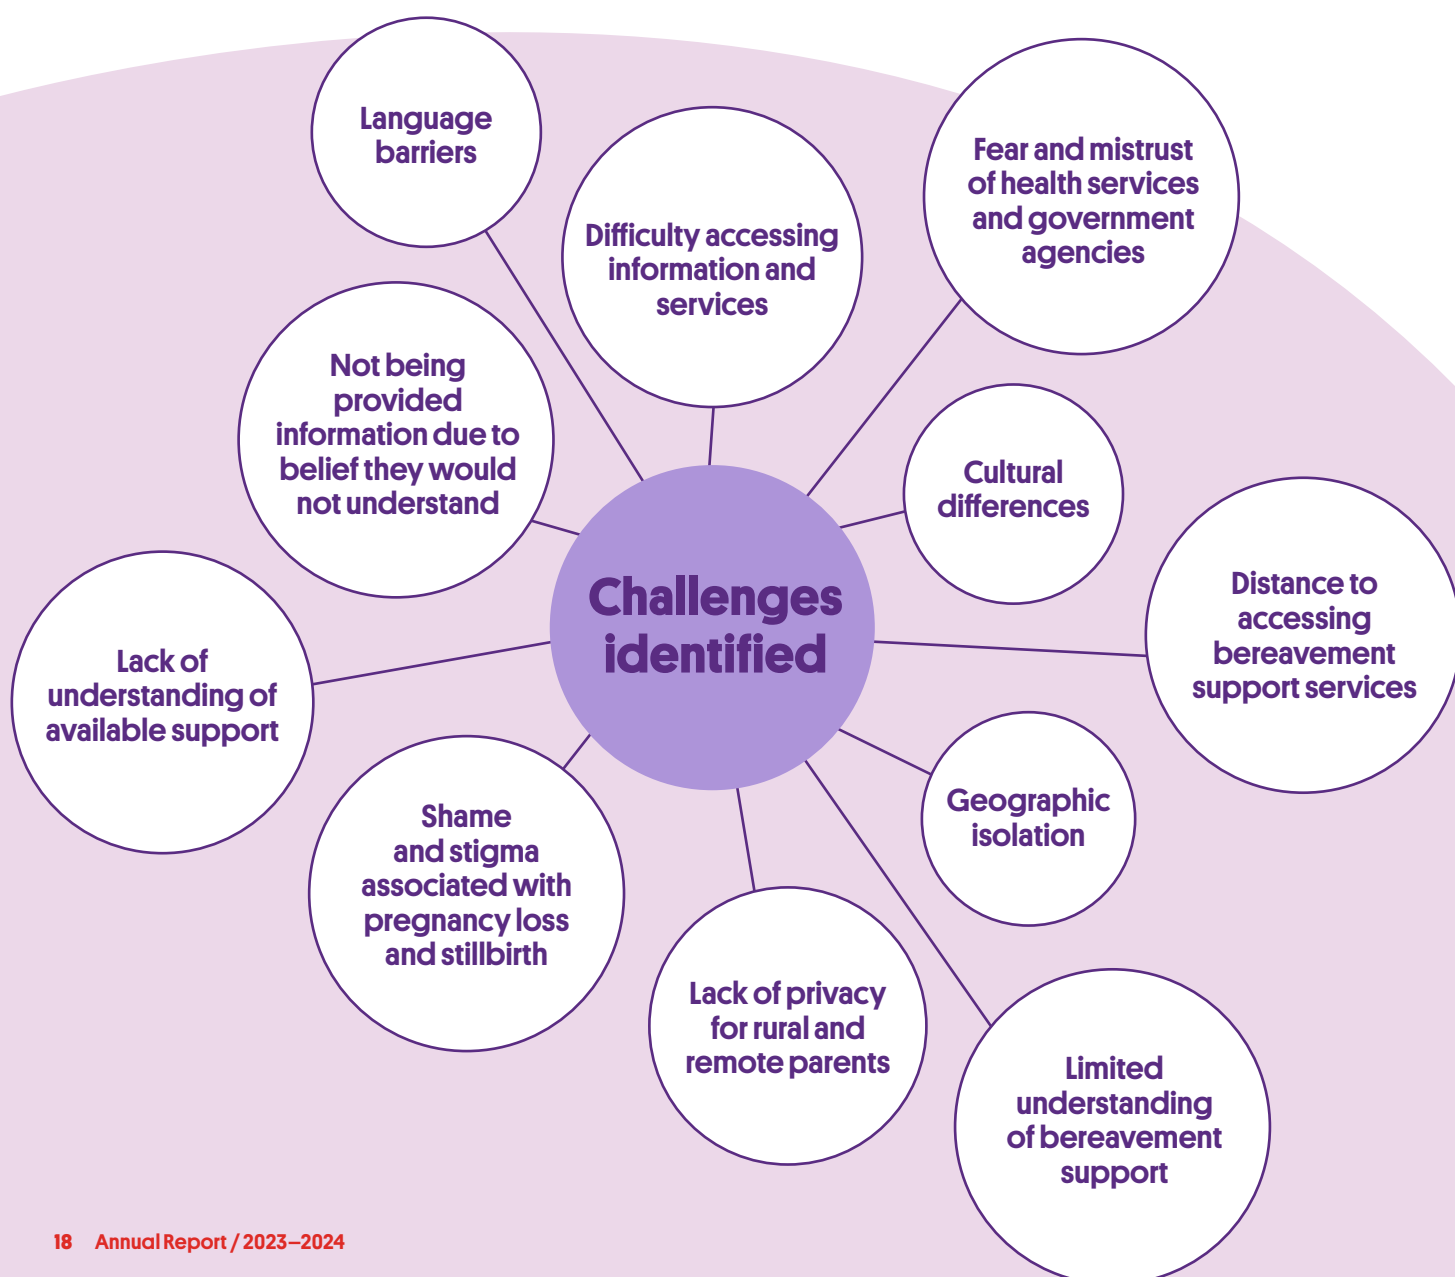 Language
barriers
Difficulty accessing
information and
services
Fear and mistrust
of health services
and government
agencies
Not being
provided
information due to
belief they would
not understand
Cultural
differences
Challenges
identified
Distance to
accessing
bereavement
support services
Lack of
understanding of
available support
Geographic
isolation
Shame
and stigma
associated with
pregnancy loss
and stillbirth
Lack of privacy
for rural and
remote parents
Limited
understanding
of bereavement
support
18 Annual Report / 2023–2024